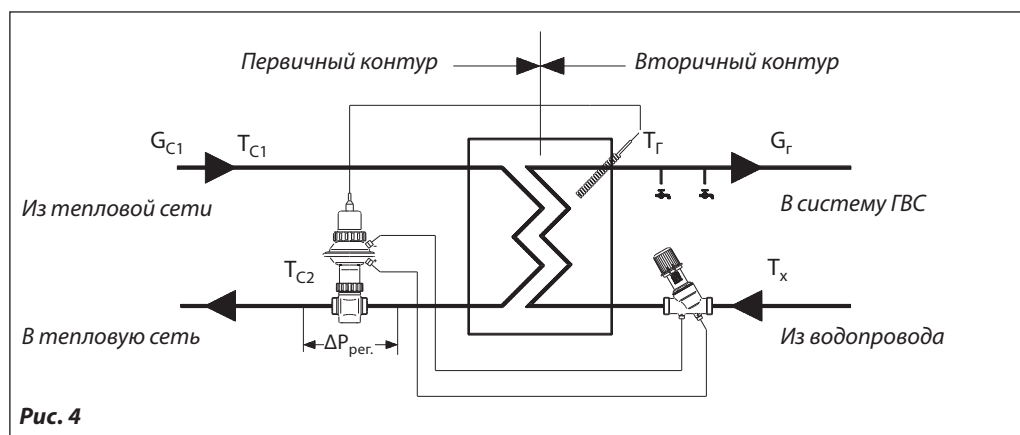 Первичный контур
Вторичный контур
G_C1
T_C1
T_Г
G_г
Из тепловой сети
В систему ГВС
T_C2
T_x
В тепловую сеть
ΔP_рег.
Из водопровода
Рис. 4